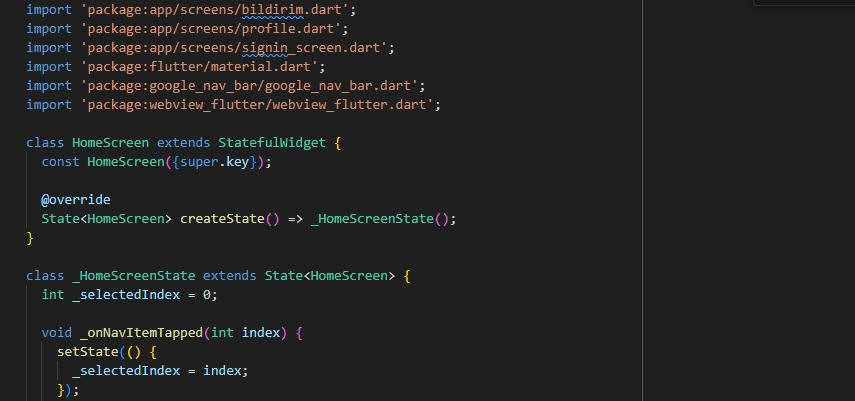 import 'package:app/screens/bildirim.dart';
import 'package:app/screens/profile.dart';
import 'package:app/screens/signin_screen.dart';
import 'package:flutter/material.dart';
import 'package:google_nav_bar/google_nav_bar.dart';
import 'package:webview_flutter/webview_flutter.dart';
class HomeScreen extends StatefulWidget {
const HomeScreen({super.key});
@override
State<HomeScreen> createState() => _HomeScreenState();
}
class _HomeScreenState extends State<HomeScreen> {
int _selectedIndex = 0;
void _onNavItemTapped(int index) {
setState(() {
_selectedIndex = index;
});